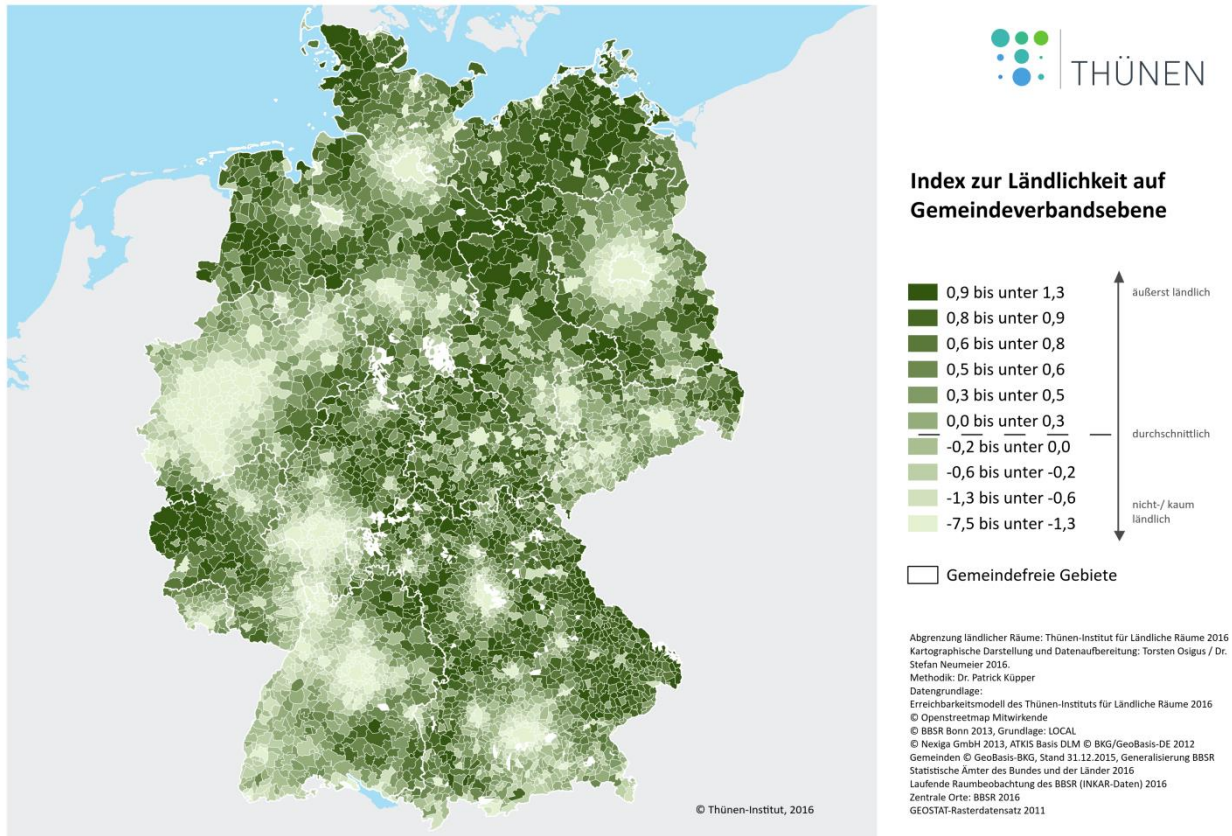 THÜNEN
Index zur Ländlichkeit auf
Gemeindeverbandsebene
0,9 bis unter 1,3
äußerst ländlich
0,8 bis unter 0,9
0,6 bis unter 0,8
0,5 bis unter 0,6
0,3 bis unter 0,5
0,0 bis unter 0,3
durchschnittlich
-0,2 bis unter 0,0
-0,6 bis unter -0,2
-1,3 bis unter -0,6
nicht-/ kaum
ländlich
-7,5 bis unter -1,3
Gemeindefreie Gebiete
Abgrenzung ländlicher Räume: Thünen-Institut für Ländliche Räume 2016
Kartographische Darstellung und Datenaufbereitung: Torsten Osigus / Dr.
Stefan Neumeier 2016.
Methodik: Dr. Patrick Küpper
Datengrundlage:
Erreichbarkeitsmodell des Thünen-Instituts für Ländliche Räume 2016
© Openstreetmap Mitwirkende
© BBSR Bonn 2013, Grundlage: LOCAL
© Nexiga GmbH 2013, ATKIS Basis DLM © BKG/GeoBasis-DE 2012
Gemeinden © GeoBasis-BKG, Stand 31.12.2015, Generalisierung BBSR
Statistische Ämter des Bundes und der Länder 2016
Laufende Raumbeobachtung des BBSR (INKAR-Daten) 2016
Zentrale Orte: BBSR 2016
GEOSTAT-Rasterdatensatz 2011
© Thünen-Institut, 2016